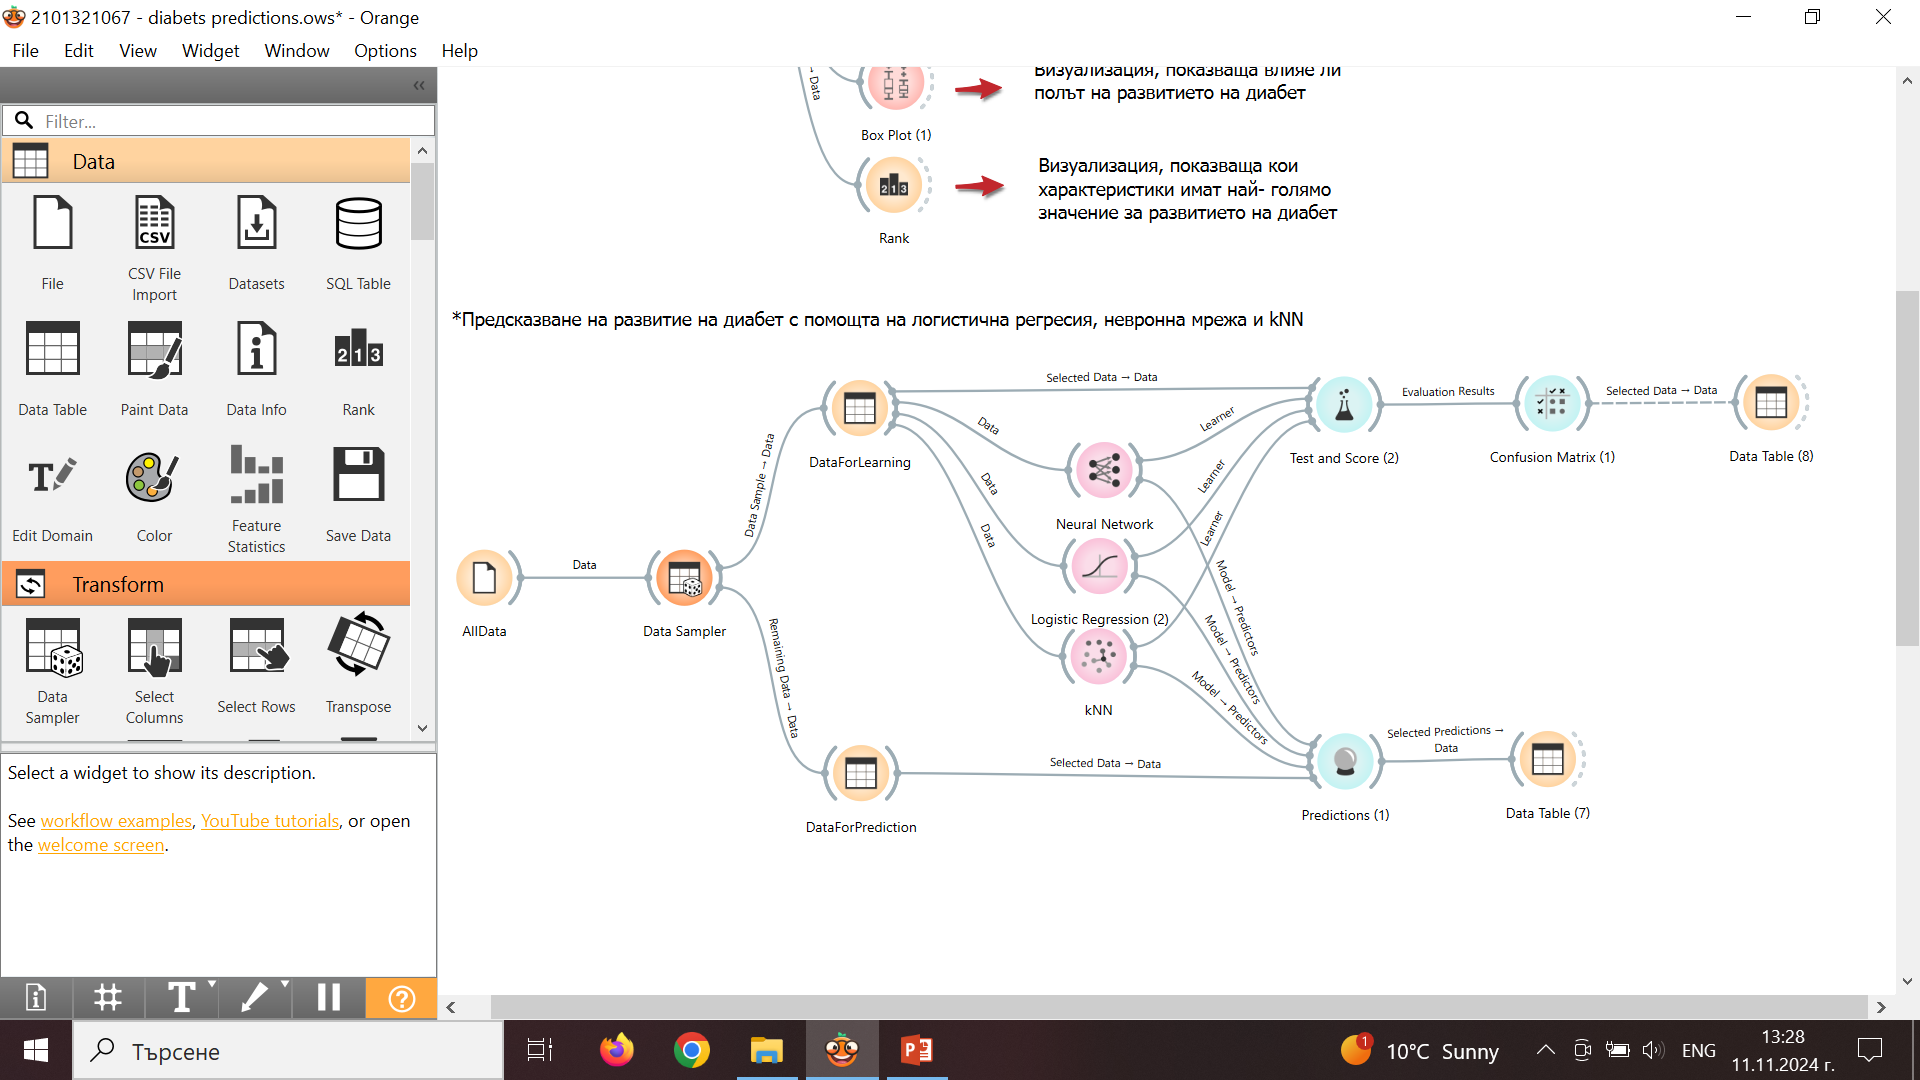 2101321067 - diabets predictions.ows* - Orange
File Edit View Widget Window Options Help
Filter...
Data
File
CSV File Import
Datasets
SQL Table
Data Table
Paint Data
Data Info
Rank
Edit Domain
Color
Feature Statistics
Save Data
Transform
Data Sampler
Select Columns
Select Rows
Transpose
Select a widget to show its description.
See workflow examples, YouTube tutorials, or open
the welcome screen.
→ Data
Box Plot (1)
Визуализация, показваща влияе ли
полът на развитието на диабет
Rank
Визуализация, показваща кои
характеристики имат най- голямо
значение за развитието на диабет
*Предсказване на развитие на диабет с помощта на логистична регресия, невронна мрежа и kNN
AllData
Data
Data Sampler
Data Sample → Data
Remaining Data → Data
DataForLearning
Selected Data → Data
Data
Data
Data
Neural Network
Logistic Regression (2)
kNN
Learner
Learner
Learner
Model → Predictors
Model → Predictors
Model → Predictors
Test and Score (2)
Evaluation Results
Confusion Matrix (1)
Selected Data → Data
Data Table (8)
DataForPrediction
Selected Data → Data
Predictions (1)
Selected Predictions →
Data
Data Table (7)
Търсене
1
10°C Sunny
ENG
13:28
11.11.2024 г.